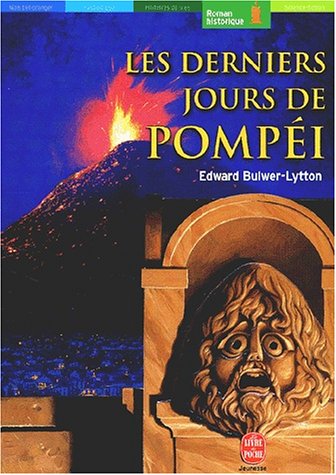 Roman
historique
LES DERNIERS
JOURS DE
POMPÉI
Edward Bulwer-Lytton
LE LIVRE
DE POCHE
Jeunesse